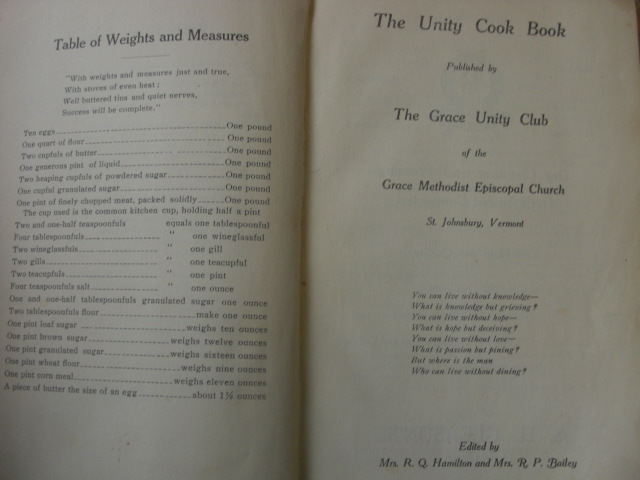 Table of Weights and Measures
"With weights and measures just and true,
With stoves of even heat;
Well buttered tins and quiet nerves,
Success will be complete."
Ten eggs One pound
One quart of flour One pound
Two cupfuls of butter One pound
One generous pint of liquid One pound
Two heaping cupfuls of powdered sugar One pound
One cupful granulated sugar One pound
One pint of finely chopped meat, packed solidly One pound
The cup used is the common kitchen cup, holding half a pint
Two and one-half teaspoonfuls equals one tablespoonful
Four tablespoonfuls " one wineglassful
Two wineglassfuls " one gill
Two gills " one teacupful
Two teacupfuls " one pint
Four teaspoonfuls salt " one ounce
One and one-half tablespoonfuls granulated sugar one ounce
Two tablespoonfuls flour make one ounce
One pint loaf sugar weighs ten ounces
One pint brown sugar weighs twelve ounces
One pint granulated sugar weighs sixteen ounces
One pint wheat flour weighs nine ounces
One pint corn meal weighs eleven ounces
A piece of butter the size of an egg about 1½ ounces
The Unity Cook Book
Published by
The Grace Unity Club
of the
Grace Methodist Episcopal Church
St. Johnsbury, Vermont
You can live without knowledge—
What is knowledge but grieving?
You can live without hope—
What is hope but deceiving?
You can live without love—
What is passion but pining?
But where is the man
Who can live without dining?
Edited by
Mrs. R. Q. Hamilton and Mrs. R. P. Bailey